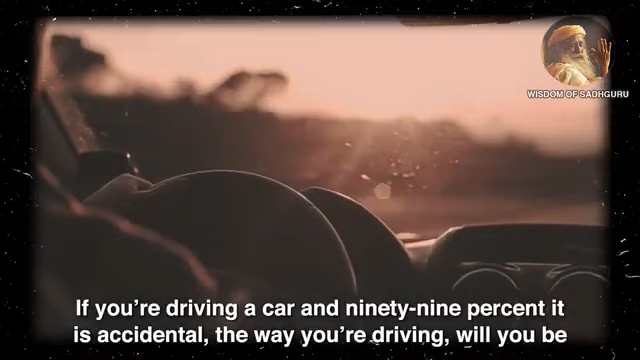 WISDOM OF SADHGURU
If you're driving a car and ninety-nine percent it
is accidental, the way you're driving, will you be